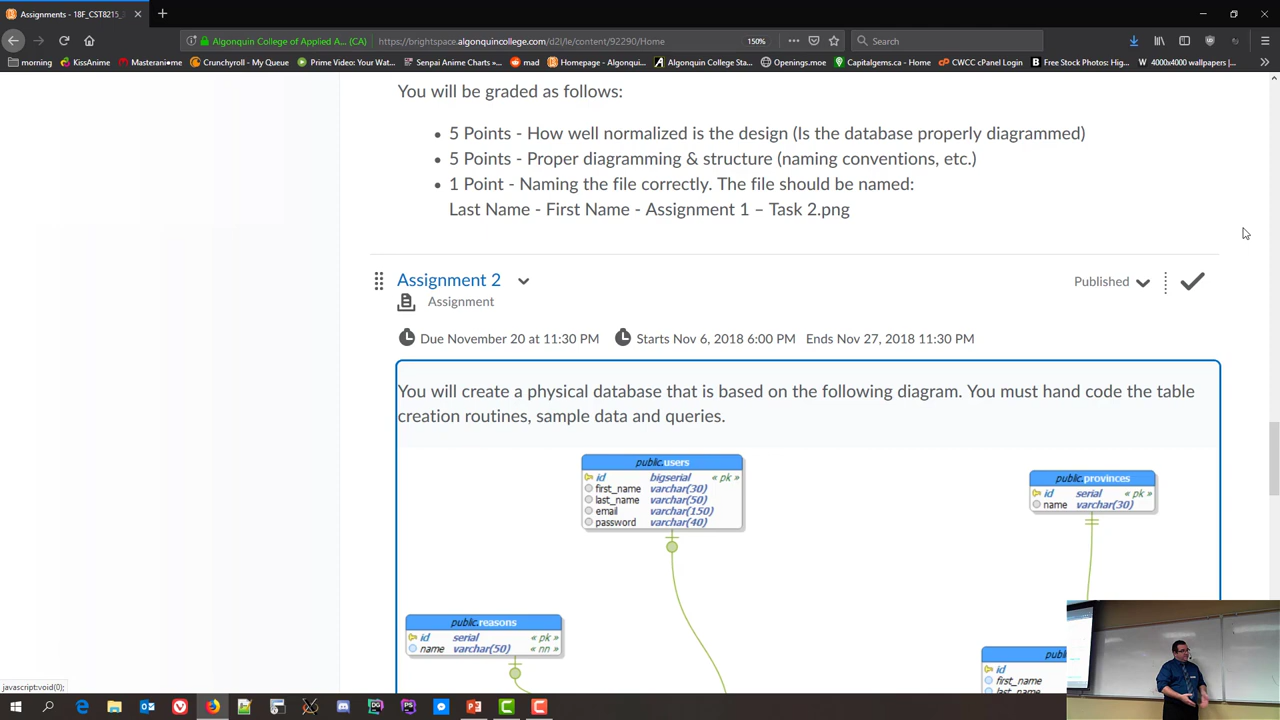 Assignments - 18F_CST8215_
Algonquin College of Applied A... (CA)
https://brightspace.algonquincollege.com/d2l/le/content/92290/Home
150%
Search
morning
KissAnime
Masterani●me
Crunchyroll - My Queue
Prime Video: Your Wat...
Senpai Anime Charts »...
mad
Homepage - Algonqui...
Algonquin College Sta...
Openings.moe
Capitalgems.ca - Home
CWCC cPanel Login
Free Stock Photos: Hig...
4000x4000 wallpapers |...
You will be graded as follows:
• 5 Points - How well normalized is the design (Is the database properly diagrammed)
• 5 Points - Proper diagramming & structure (naming conventions, etc.)
• 1 Point - Naming the file correctly. The file should be named:
Last Name - First Name - Assignment 1 – Task 2.png
Assignment 2
Published
Assignment
Due November 20 at 11:30 PM Starts Nov 6, 2018 6:00 PM Ends Nov 27, 2018 11:30 PM
You will create a physical database that is based on the following diagram. You must hand code the table
creation routines, sample data and queries.
public.users
id bigserial « pk »
first_name varchar(30)
last_name varchar(50)
email varchar(150)
password varchar(40)
public.provinces
id serial « pk »
name varchar(30)
public.reasons
id serial « pk »
name varchar(50) « nn »
id
first_name
javascript:void(0);